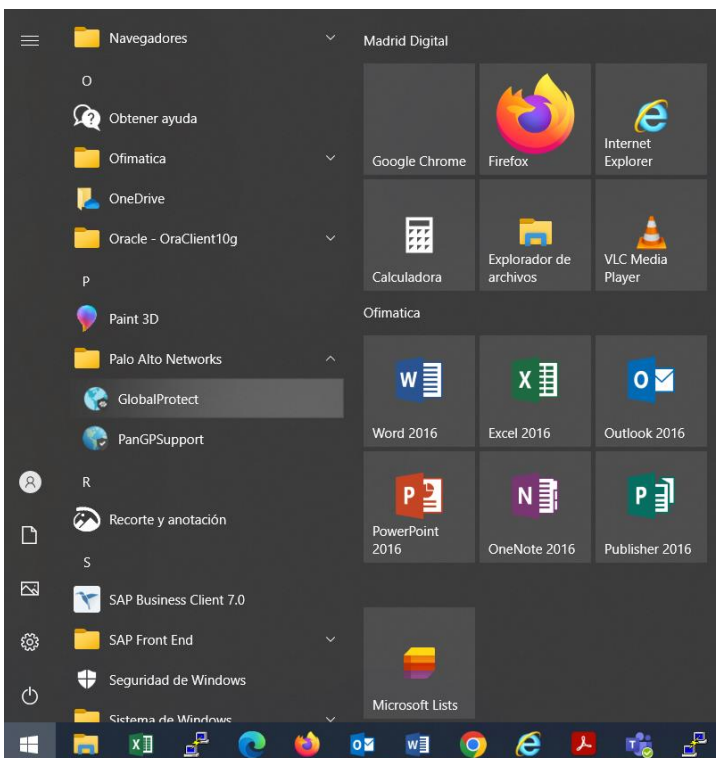 Navegadores
O
Obtener ayuda
Ofimatica
OneDrive
Oracle - OraClient10g
P
Paint 3D
Palo Alto Networks
GlobalProtect
PanGPSupport
R
Recorte y anotación
S
SAP Business Client 7.0
SAP Front End
Seguridad de Windows
Sistema de Windows
Madrid Digital
Google Chrome
Firefox
Internet
Explorer
Calculadora
Explorador de
archivos
VLC Media
Player
Ofimatica
Word 2016
Excel 2016
Outlook 2016
PowerPoint
2016
OneNote 2016
Publisher 2016
Microsoft Lists